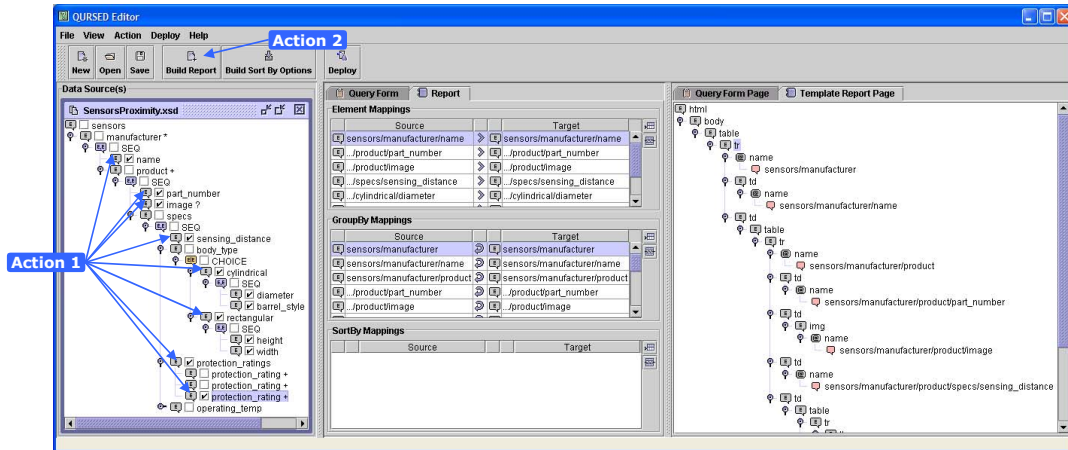 QURSED Editor
File View Action Deploy Help
Action 2
New Open Save Build Report Build Sort By Options Deploy
Data Source(s)
SensorsProximity.xsd
sensors
manufacturer *
SEQ
name
product +
SEQ
part_number
image ?
specs
SEQ
sensing_distance
body_type
CHOICE
cylindrical
SEQ
diameter
barrel_style
rectangular
SEQ
height
width
protection_ratings
protection_rating +
protection_rating +
protection_rating +
operating_temp
Action 1
Query Form Report
Element Mappings
Source Target
sensors/manufacturer/name sensors/manufacturer/name
.../product/part_number .../product/part_number
.../product/image .../product/image
.../specs/sensing_distance .../specs/sensing_distance
.../cylindrical/diameter .../cylindrical/diameter
GroupBy Mappings
Source Target
sensors/manufacturer sensors/manufacturer
sensors/manufacturer/name sensors/manufacturer/name
sensors/manufacturer/product sensors/manufacturer/product
.../product/part_number .../product/part_number
.../product/image .../product/image
SortBy Mappings
Source Target
Query Form Page Template Report Page
html
body
table
tr
name
sensors/manufacturer
td
name
sensors/manufacturer/name
td
table
tr
name
sensors/manufacturer/product
td
name
sensors/manufacturer/product/part_number
td
img
name
sensors/manufacturer/product/image
td
name
sensors/manufacturer/product/specs/sensing_distance
td
table
tr